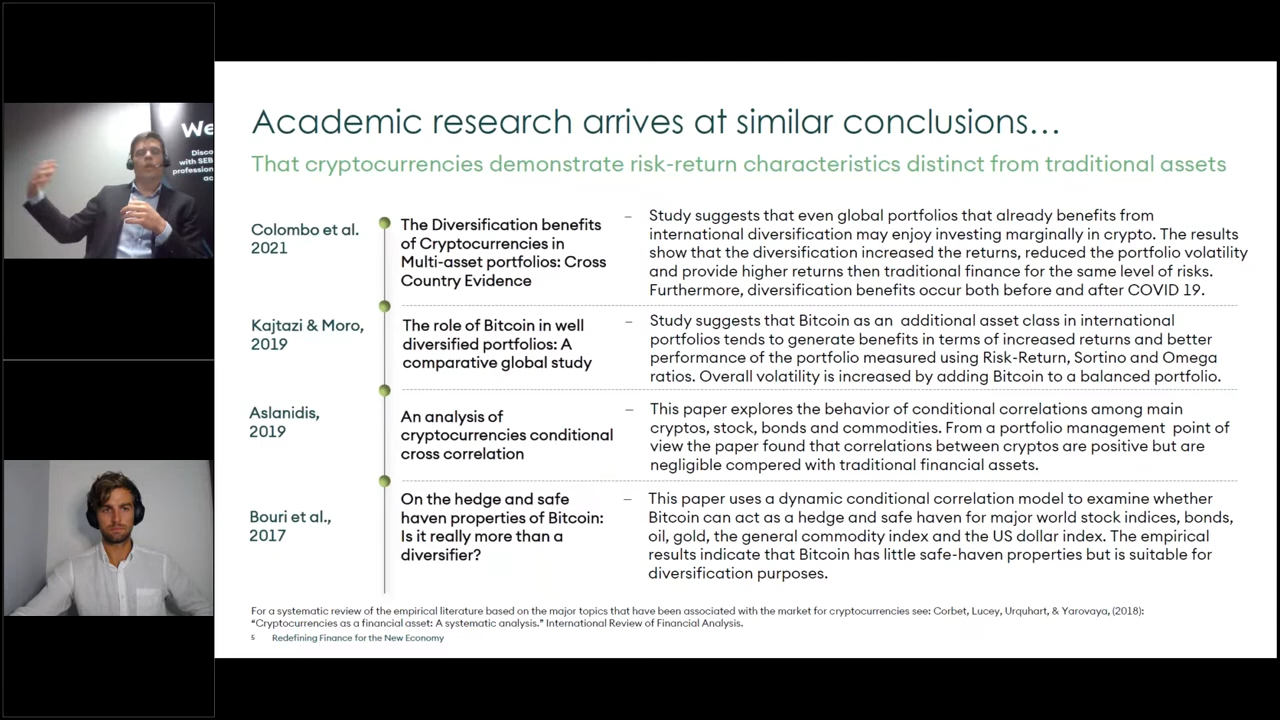 We
Disco
with SEB
profession
ac
Academic research arrives at similar conclusions…
That cryptocurrencies demonstrate risk-return characteristics distinct from traditional assets
Colombo et al.
2021
The Diversification benefits
of Cryptocurrencies in
Multi-asset portfolios: Cross
Country Evidence
– Study suggests that even global portfolios that already benefits from
international diversification may enjoy investing marginally in crypto. The results
show that the diversification increased the returns, reduced the portfolio volatility
and provide higher returns then traditional finance for the same level of risks.
Furthermore, diversification benefits occur both before and after COVID 19.
Kajtazi & Moro,
2019
The role of Bitcoin in well
diversified portfolios: A
comparative global study
– Study suggests that Bitcoin as an additional asset class in international
portfolios tends to generate benefits in terms of increased returns and better
performance of the portfolio measured using Risk-Return, Sortino and Omega
ratios. Overall volatility is increased by adding Bitcoin to a balanced portfolio.
Aslanidis,
2019
An analysis of
cryptocurrencies conditional
cross correlation
– This paper explores the behavior of conditional correlations among main
cryptos, stock, bonds and commodities. From a portfolio management point of
view the paper found that correlations between cryptos are positive but are
negligible compered with traditional financial assets.
Bouri et al.,
2017
On the hedge and safe
haven properties of Bitcoin:
Is it really more than a
diversifier?
– This paper uses a dynamic conditional correlation model to examine whether
Bitcoin can act as a hedge and safe haven for major world stock indices, bonds,
oil, gold, the general commodity index and the US dollar index. The empirical
results indicate that Bitcoin has little safe-haven properties but is suitable for
diversification purposes.
For a systematic review of the empirical literature based on the major topics that have been associated with the market for cryptocurrencies see: Corbet, Lucey, Urquhart, & Yarovaya, (2018):
“Cryptocurrencies as a financial asset: A systematic analysis.” International Review of Financial Analysis.
5 Redefining Finance for the New Economy